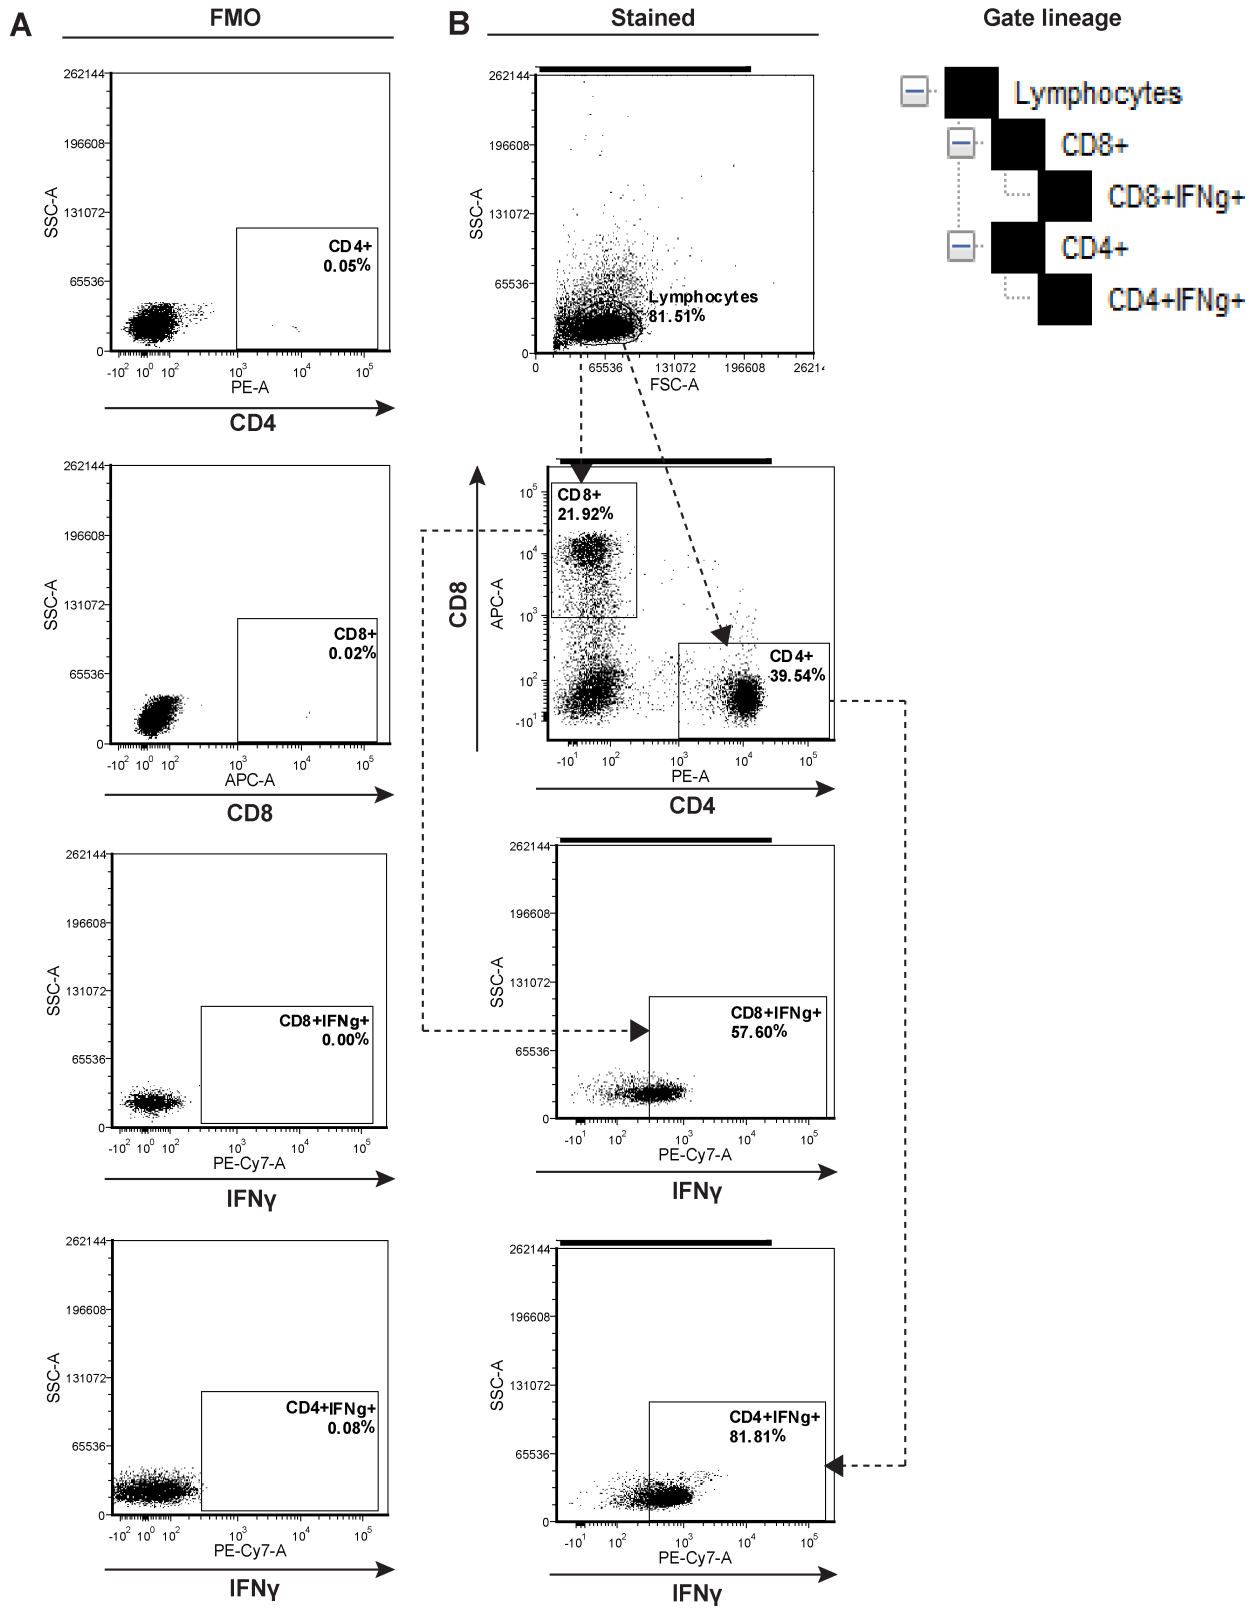 A
FMO
262144
196608
131072
65536
0
SSC-A
CD4+
0.05%
-10² 10⁰ 10² 10³ 10⁴ 10⁵
PE-A
CD4
262144
196608
131072
65536
0
SSC-A
CD8+
0.02%
-10² 10⁰ 10² 10³ 10⁴ 10⁵
APC-A
CD8
262144
196608
131072
65536
0
SSC-A
CD8+IFNg+
0.00%
-10² 10⁰ 10² 10³ 10⁴ 10⁵
PE-Cy7-A
IFNγ
262144
196608
131072
65536
0
SSC-A
CD4+IFNg+
0.08%
-10² 10⁰ 10² 10³ 10⁴ 10⁵
PE-Cy7-A
IFNγ
B
Stained
262144
196608
131072
65536
0
SSC-A
Lymphocytes
81.51%
0 65536 131072 196608
FSC-A
CD8
APC-A
10⁵
10⁴
10³
10²
-10¹
CD8+
21.92%
CD4+
39.54%
-10¹ 10² 10³ 10⁴ 10⁵
PE-A
CD4
262144
196608
131072
65536
0
SSC-A
CD8+IFNg+
57.60%
-10¹ 10² 10³ 10⁴ 10⁵
PE-Cy7-A
IFNγ
262144
196608
131072
65536
0
SSC-A
CD4+IFNg+
81.81%
-10¹ 10² 10³ 10⁴ 10⁵
PE-Cy7-A
IFNγ
Gate lineage
Lymphocytes
CD8+
CD8+IFNg+
CD4+
CD4+IFNg+